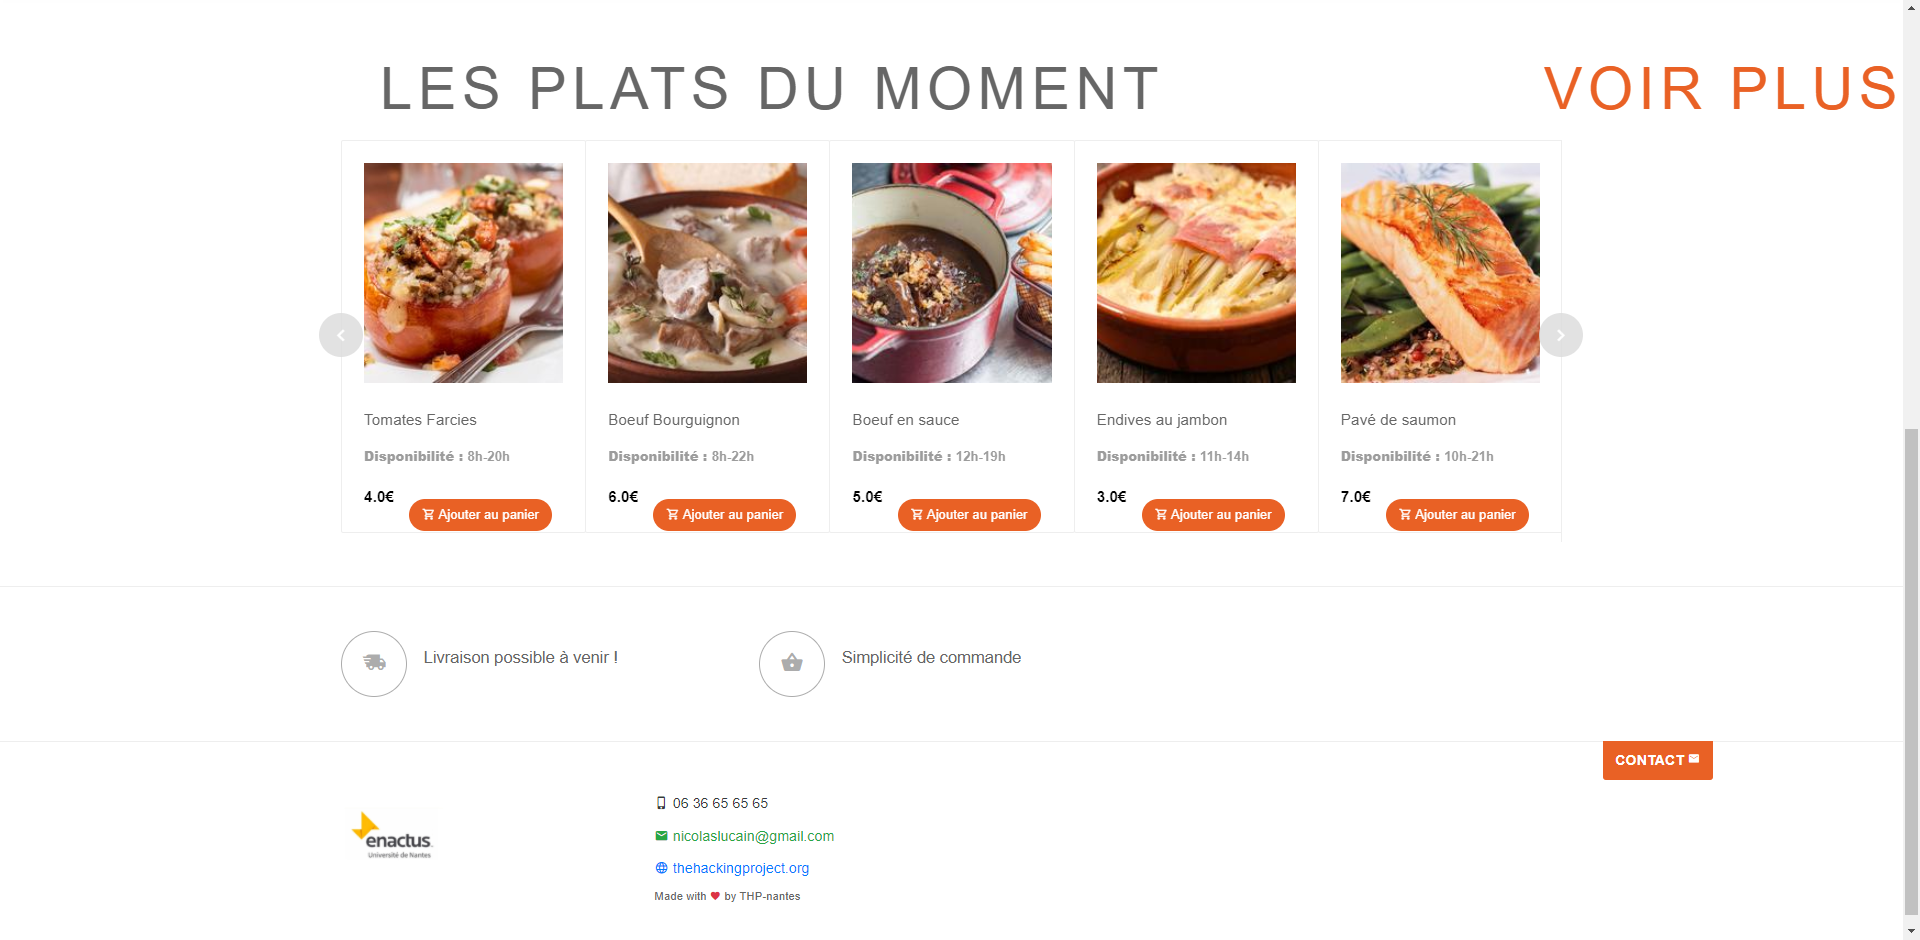 LES PLATS DU MOMENT
VOIR PLUS
Tomates Farcies
Disponibilité : 8h-20h
4.0€
Ajouter au panier
Boeuf Bourguignon
Disponibilité : 8h-22h
6.0€
Ajouter au panier
Boeuf en sauce
Disponibilité : 12h-19h
5.0€
Ajouter au panier
Endives au jambon
Disponibilité : 11h-14h
3.0€
Ajouter au panier
Pavé de saumon
Disponibilité : 10h-21h
7.0€
Ajouter au panier
Livraison possible à venir !
Simplicité de commande
CONTACT
enactus.
Université de Nantes
06 36 65 65 65
nicolaslucain@gmail.com
thehackingproject.org
Made with ❤ by THP-nantes